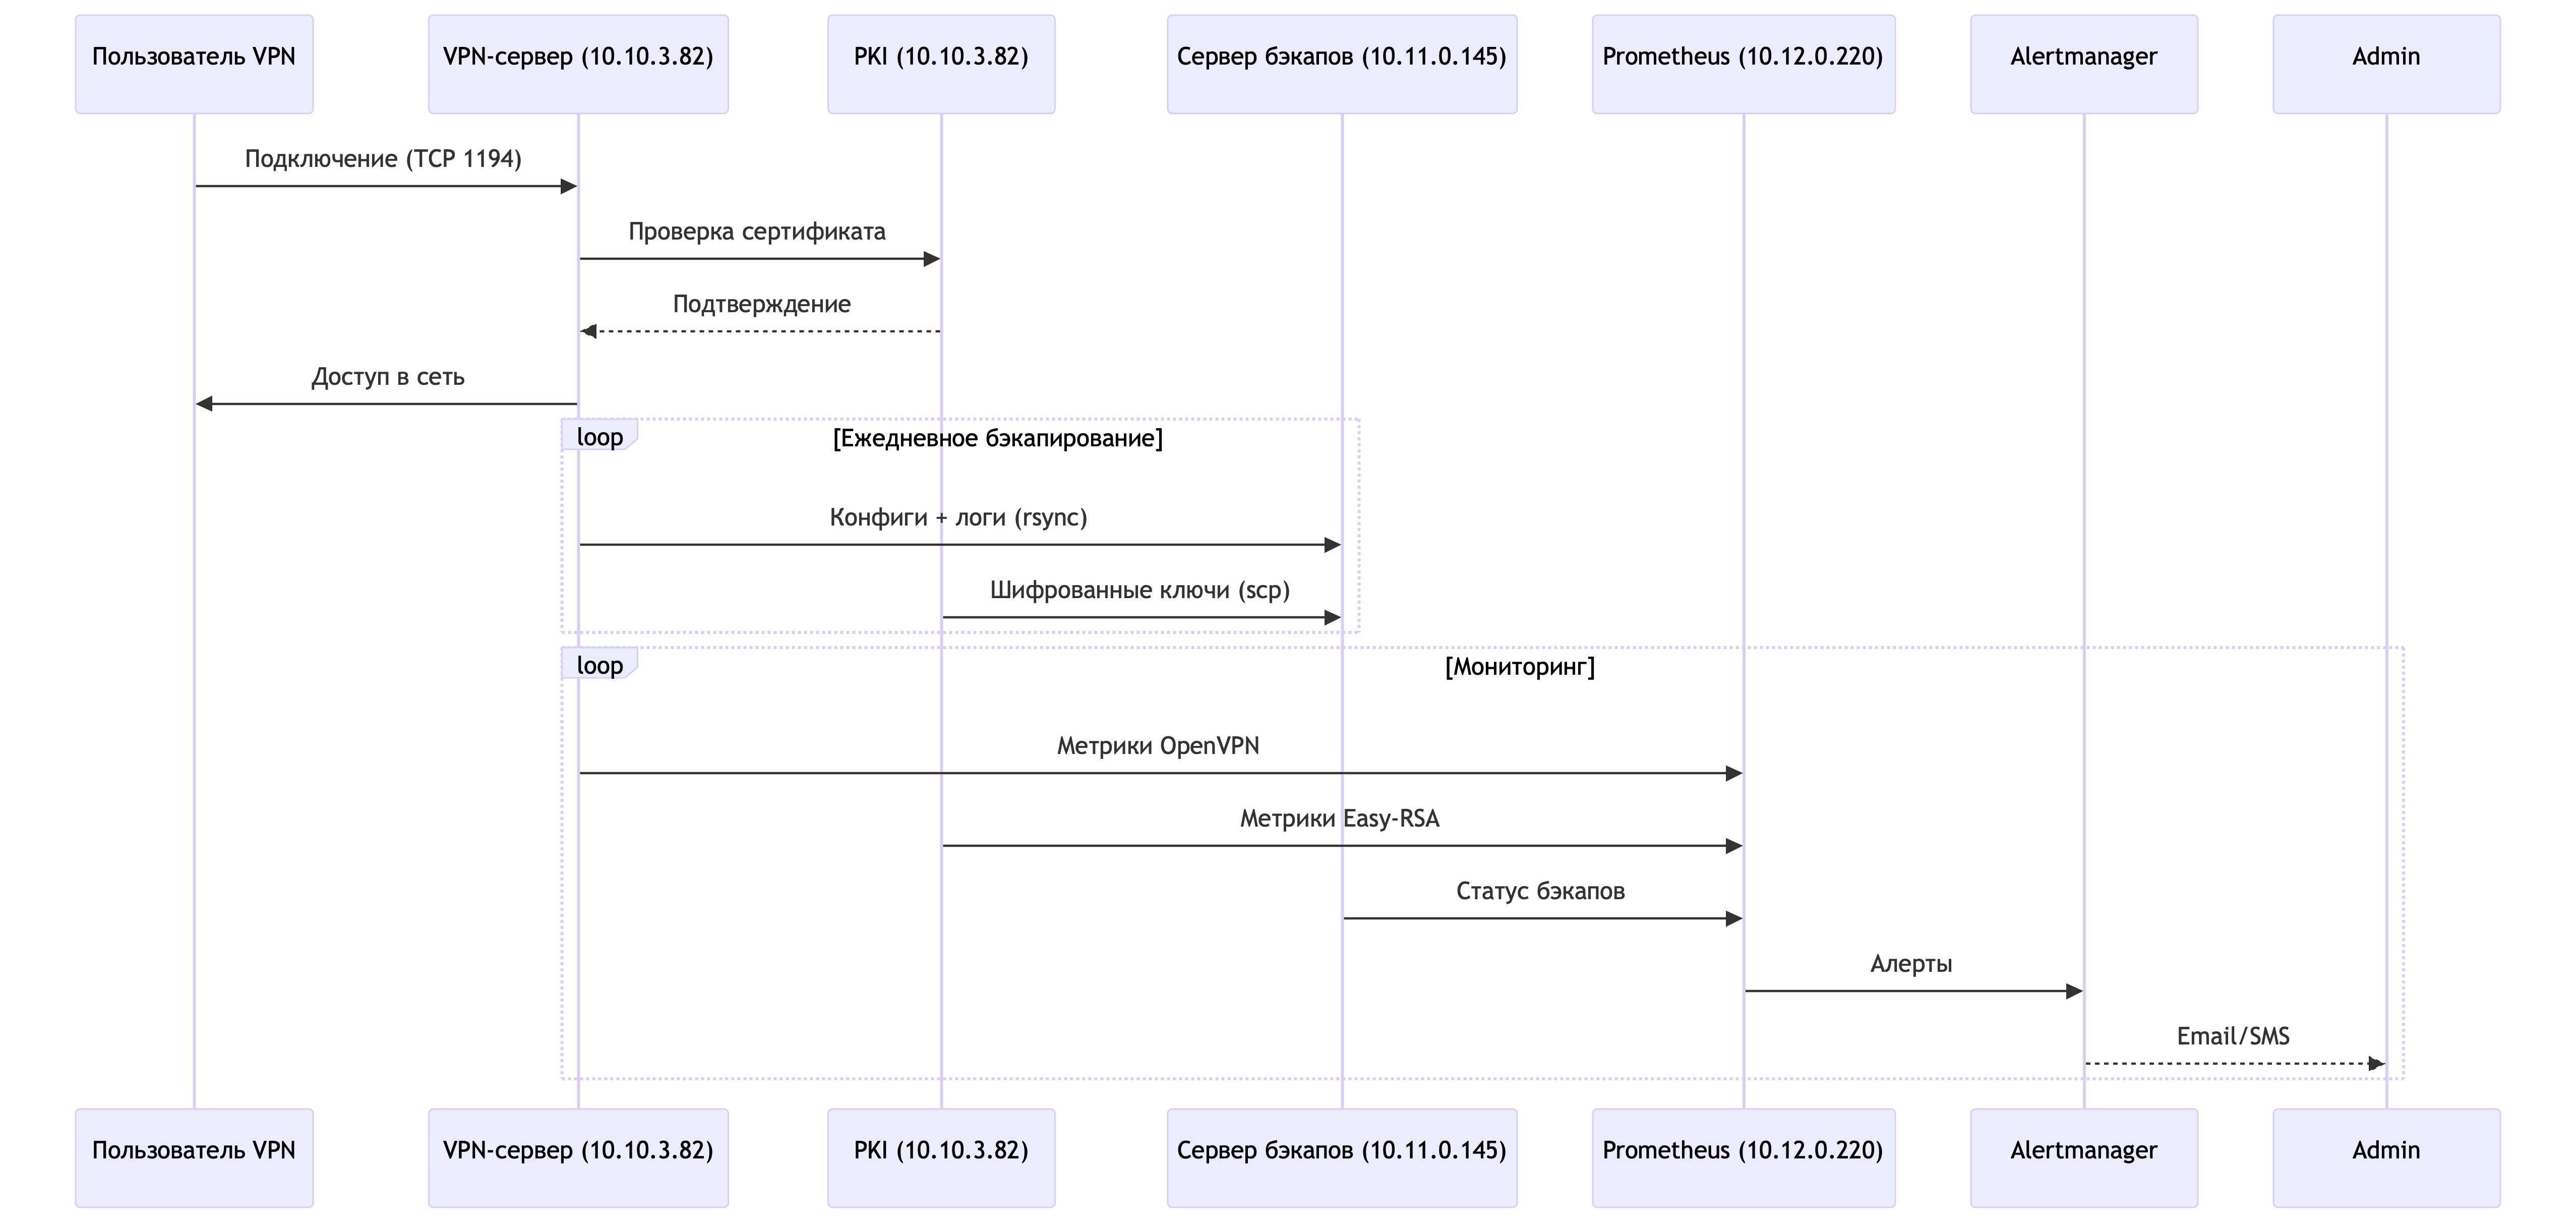 Пользователь VPN
VPN-сервер (10.10.3.82)
PKI (10.10.3.82)
Сервер бэкапов (10.11.0.145)
Prometheus (10.12.0.220)
Alertmanager
Admin
Подключение (TCP 1194)
Проверка сертификата
Подтверждение
Доступ в сеть
loop
[Ежедневное бэкапирование]
Конфиги + логи (rsync)
Шифрованные ключи (scp)
loop
[Мониторинг]
Метрики OpenVPN
Метрики Easy-RSA
Статус бэкапов
Алерты
Email/SMS
Пользователь VPN
VPN-сервер (10.10.3.82)
PKI (10.10.3.82)
Сервер бэкапов (10.11.0.145)
Prometheus (10.12.0.220)
Alertmanager
Admin